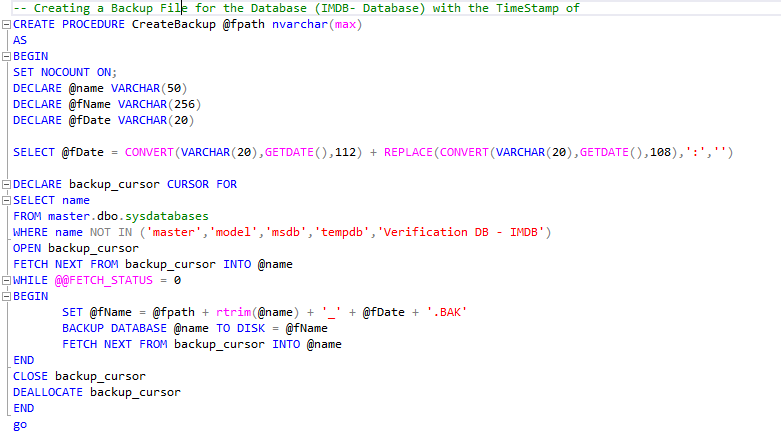 -- Creating a Backup File for the Database (IMDB- Database) with the TimeStamp of
CREATE PROCEDURE CreateBackup @fpath nvarchar(max)
AS
BEGIN
SET NOCOUNT ON;
DECLARE @name VARCHAR(50)
DECLARE @fName VARCHAR(256)
DECLARE @fDate VARCHAR(20)
SELECT @fDate = CONVERT(VARCHAR(20),GETDATE(),112) + REPLACE(CONVERT(VARCHAR(20),GETDATE(),108),':','')
DECLARE backup_cursor CURSOR FOR
SELECT name
FROM master.dbo.sysdatabases
WHERE name NOT IN ('master','model','msdb','tempdb','Verification DB - IMDB')
OPEN backup_cursor
FETCH NEXT FROM backup_cursor INTO @name
WHILE @@FETCH_STATUS = 0
BEGIN
SET @fName = @fpath + rtrim(@name) + '_' + @fDate + '.BAK'
BACKUP DATABASE @name TO DISK = @fName
FETCH NEXT FROM backup_cursor INTO @name
END
CLOSE backup_cursor
DEALLOCATE backup_cursor
END
go